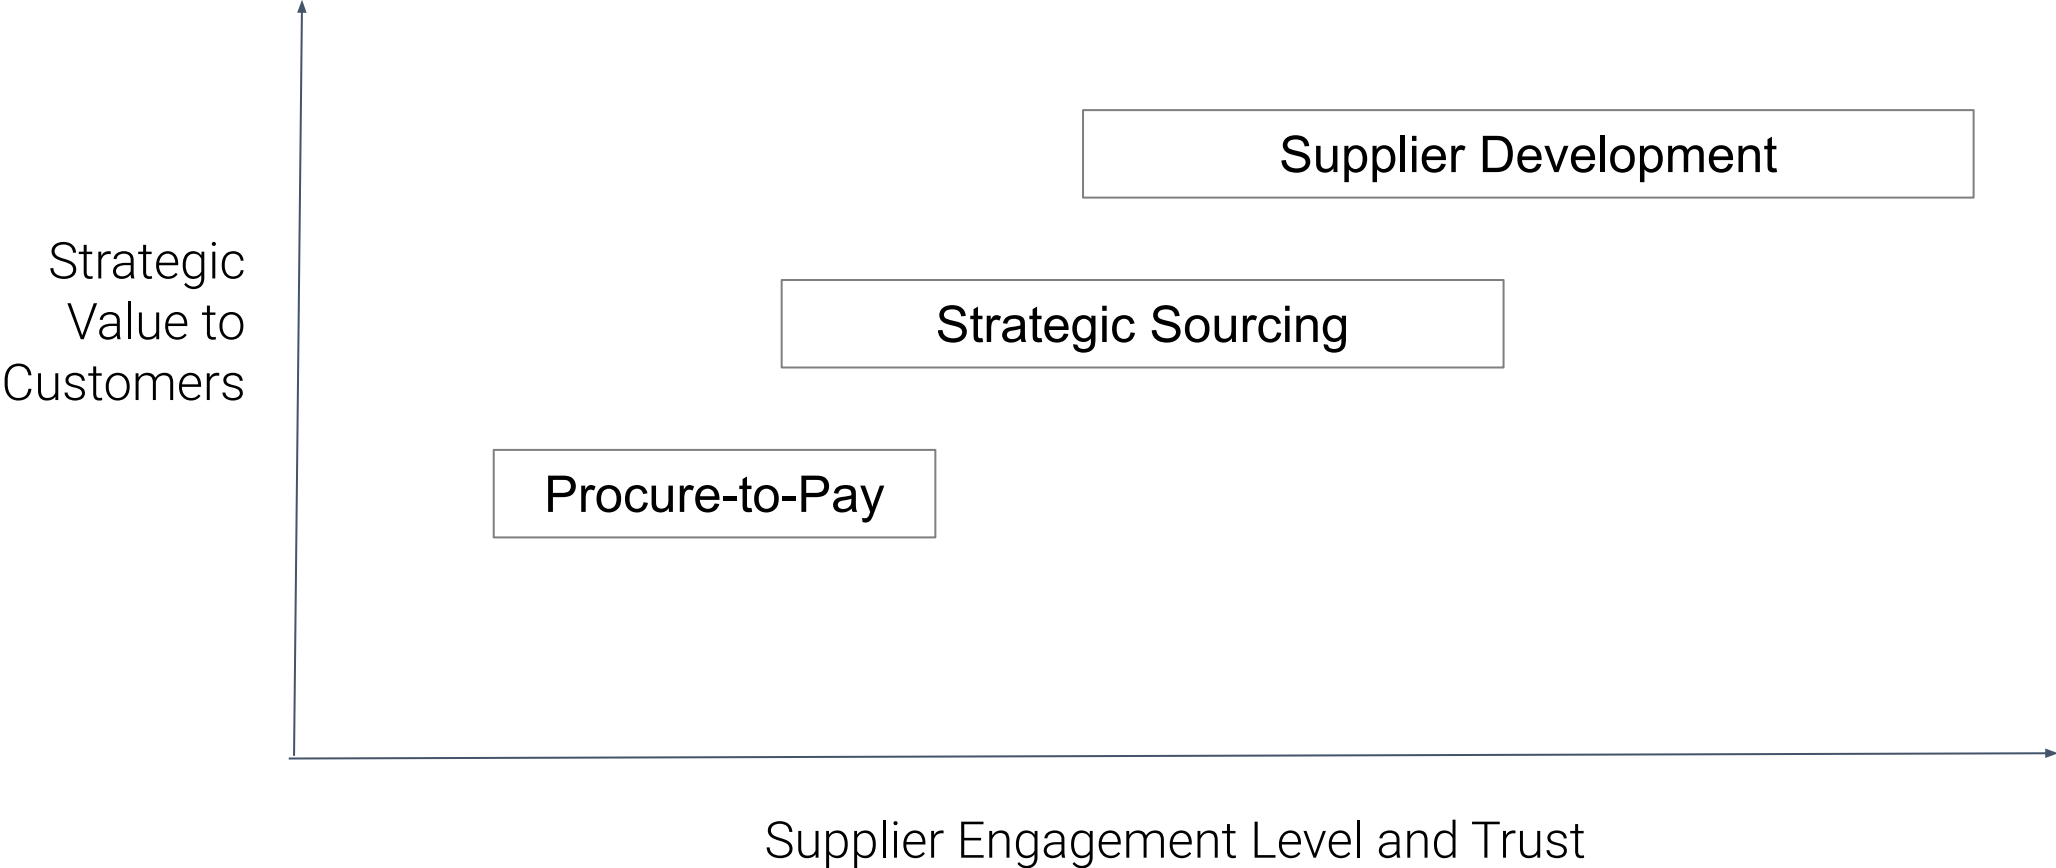 Supplier Development
Strategic
Value to
Customers
Strategic Sourcing
Procure-to-Pay
Supplier Engagement Level and Trust